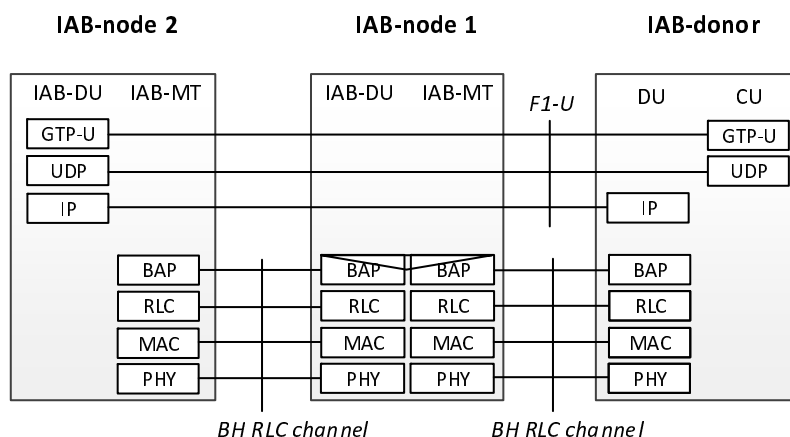 IAB-node 2 IAB-node 1 IAB-donor
IAB-DU IAB-MT IAB-DU IAB-MT F1-U DU CU
GTP-U GTP-U
UDP UDP
IP IP
BAP BAP BAP BAP
RLC RLC RLC RLC
MAC MAC MAC MAC
PHY PHY PHY PHY
BH RLC channel BH RLC channel